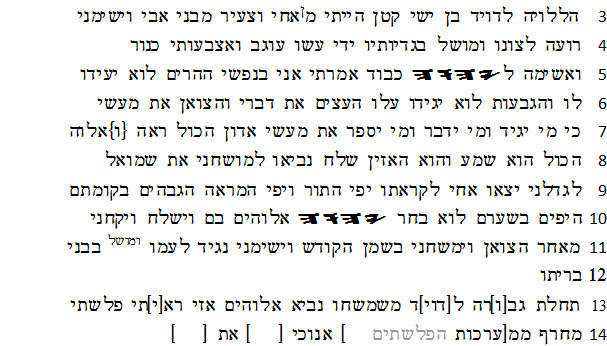 3 הללויה לדויד בן ישי קטן הייתי מןאחי וצעיר מבני אבי וישימני
4 רועה לצונו ומושל בגדיותיו ידי עשו עוגב ואצבעותי כנור
5 ואשימה ל𐤉𐤄𐤅𐤄 כבוד אמרתי אני בנפשי ההרים לוא יעידו
6 לו והגבעות לוא יגידו עלו העצים את דברי והצואן את מעשי
7 כי מי יגיד ומי ידבר ומי יספר את מעשי אדון הכול ראה {ו}אלוה
8 הכול הוא שמע והוא האזין שלח נביאו למושחני את שמואל
9 לגדלני יצאו אחי לקראתו יפי התור ויפי המראה הגבהים בקומתם
10 היפים בשערם לוא בחר 𐤉𐤄𐤅𐤄 אלוהים בם וישלח ויקחני
11 מאחר הצואן וימשחני בשמן הקודש וישימני נגיד לעמו ומושל בבני
12 בריתו
13 תחלת גב[ו]רה ל[דוי]ד משמשחו נביא אלוהים אזי רא[י]תי פלשתי
14 מחרף ממ[ערכות הפלשתים ] אנוכי [ ] את [ ]